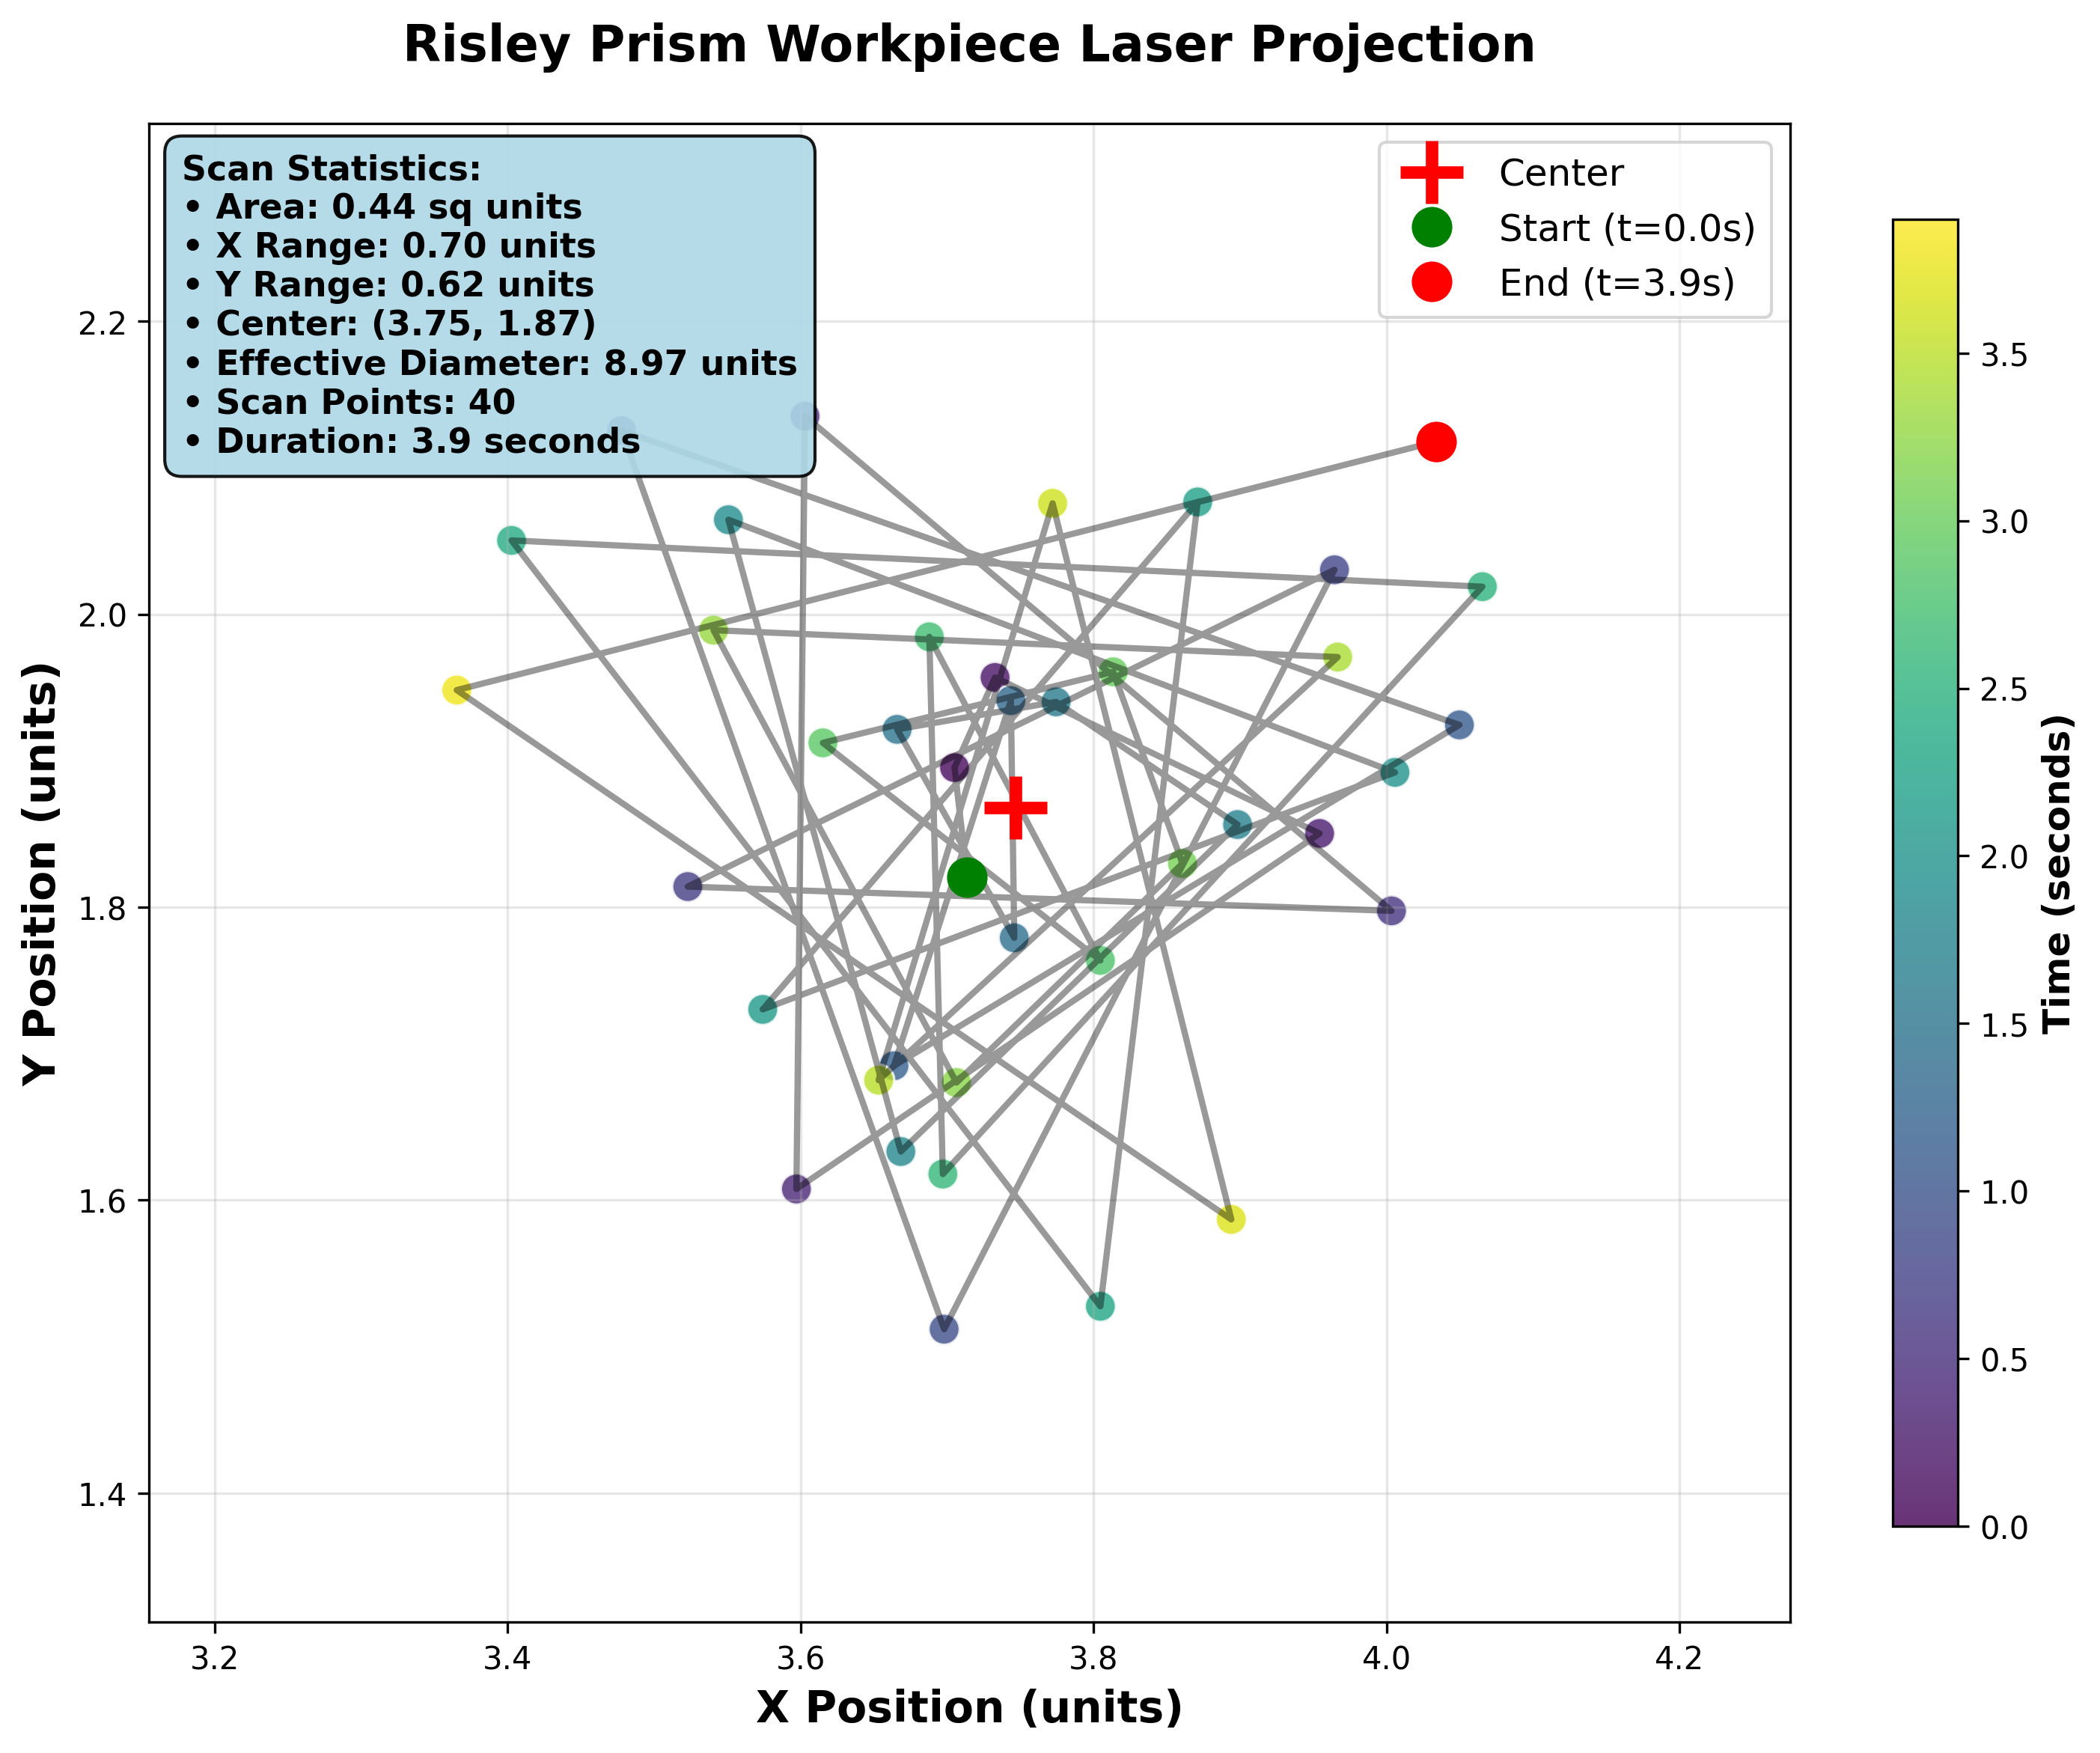 Risley Prism Workpiece Laser Projection
Scan Statistics:
• Area: 0.44 sq units
• X Range: 0.70 units
• Y Range: 0.62 units
• Center: (3.75, 1.87)
• Effective Diameter: 8.97 units
• Scan Points: 40
• Duration: 3.9 seconds
Center
Start (t=0.0s)
End (t=3.9s)
2.2
2.0
1.8
1.6
1.4
Y Position (units)
3.2
3.4
3.6
3.8
4.0
4.2
X Position (units)
3.5
3.0
2.5
2.0
1.5
1.0
0.5
0.0
Time (seconds)